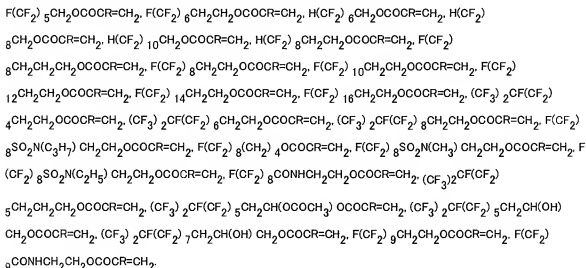 F(CF2) 5CH2OCOCR=CH2, F(CF2) 6CH2CH2OCOCR=CH2, H(CF2) 6CH2OCOCR=CH2, H(CF2)
8CH2OCOCR=CH2, H(CF2) 10CH2OCOCR=CH2, H(CF2) 8CH2CH2OCOCR=CH2, F(CF2)
8CH2CH2CH2OCOCR=CH2, F(CF2) 8CH2CH2OCOCR=CH2, F(CF2) 10CH2CH2OCOCR=CH2, F(CF2)
12CH2CH2OCOCR=CH2, F(CF2) 14CH2CH2OCOCR=CH2, F(CF2) 16CH2CH2OCOCR=CH2, (CF3) 2CF(CF2)
4CH2CH2OCOCR=CH2, (CF3) 2CF(CF2) 6CH2CH2OCOCR=CH2, (CF3) 2CF(CF2) 8CH2CH2OCOCR=CH2, F(CF2)
8SO2N(C3H7) CH2CH2OCOCR=CH2, F(CF2) 8(CH2) 4OCOCR=CH2, F(CF2) 8SO2N(CH3) CH2CH2OCOCR=CH2, F
(CF2) 8SO2N(C2H5) CH2CH2OCOCR=CH2, F(CF2) 8CONHCH2CH2OCOCR=CH2, (CF3)2CF(CF2)
5CH2CH2CH2OCOCR=CH2, (CF3) 2CF(CF2) 5CH2CH(OCOCH3) OCOCR=CH2, (CF3) 2CF(CF2) 5CH2CH(OH)
CH2OCOCR=CH2, (CF3) 2CF(CF2) 7CH2CH(OH) CH2OCOCR=CH2, F(CF2) 9CH2CH2OCOCR=CH2, F(CF2)
9CONHCH2CH2OCOCR=CH2.